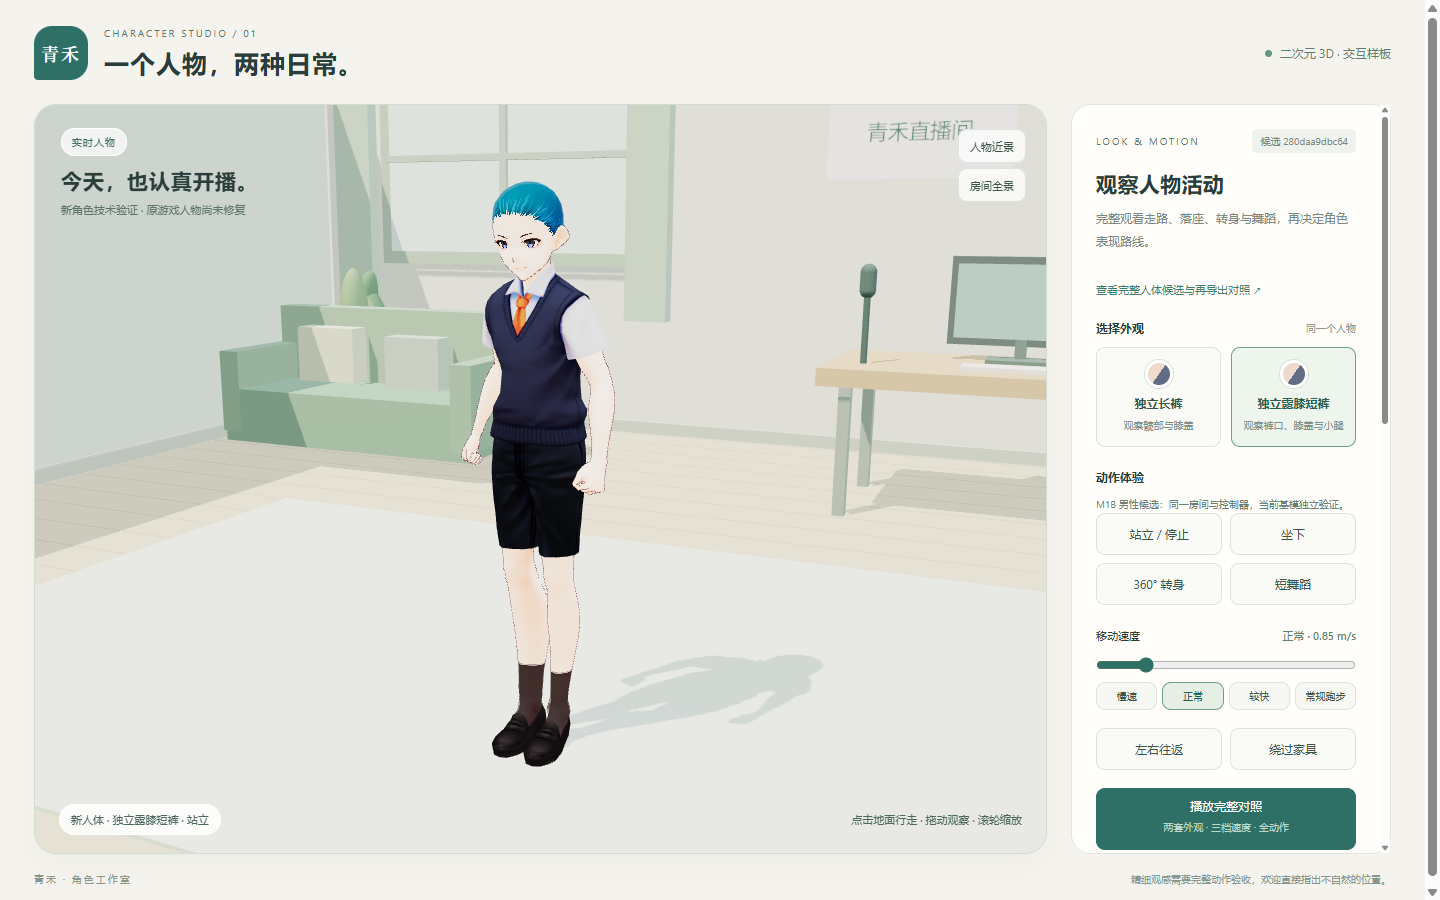 青禾
CHARACTER STUDIO / 01
一个人物，两种日常。
二次元 3D · 交互样板
实时人物
今天，也认真开播。
新角色技术验证 · 原游戏人物尚未修复
青禾直播间
人物近景
房间全景
新人体 · 独立露膝短裤 · 站立
点击地面行走 · 拖动观察 · 滚轮缩放
LOOK & MOTION
候选 280daa9dbc64
观察人物活动
完整观看走路、落座、转身与舞蹈，再决定角色
表现路线。
查看完整人体候选与再导出对照 ↗
选择外观
同一个人物
独立长裤
观察髋部与膝盖
独立露膝短裤
观察裤口、膝盖与小腿
动作体验
M1B 男性候选：同一房间与控制器，当前基模独立验证。
站立 / 停止
坐下
360° 转身
短舞蹈
移动速度
正常 · 0.85 m/s
慢速
正常
较快
常规跑步
左右往返
绕过家具
播放完整对照
两套外观 · 三档速度 · 全动作
青禾 · 角色工作室
精细观感需要完整动作验收，欢迎直接指出不自然的位置。